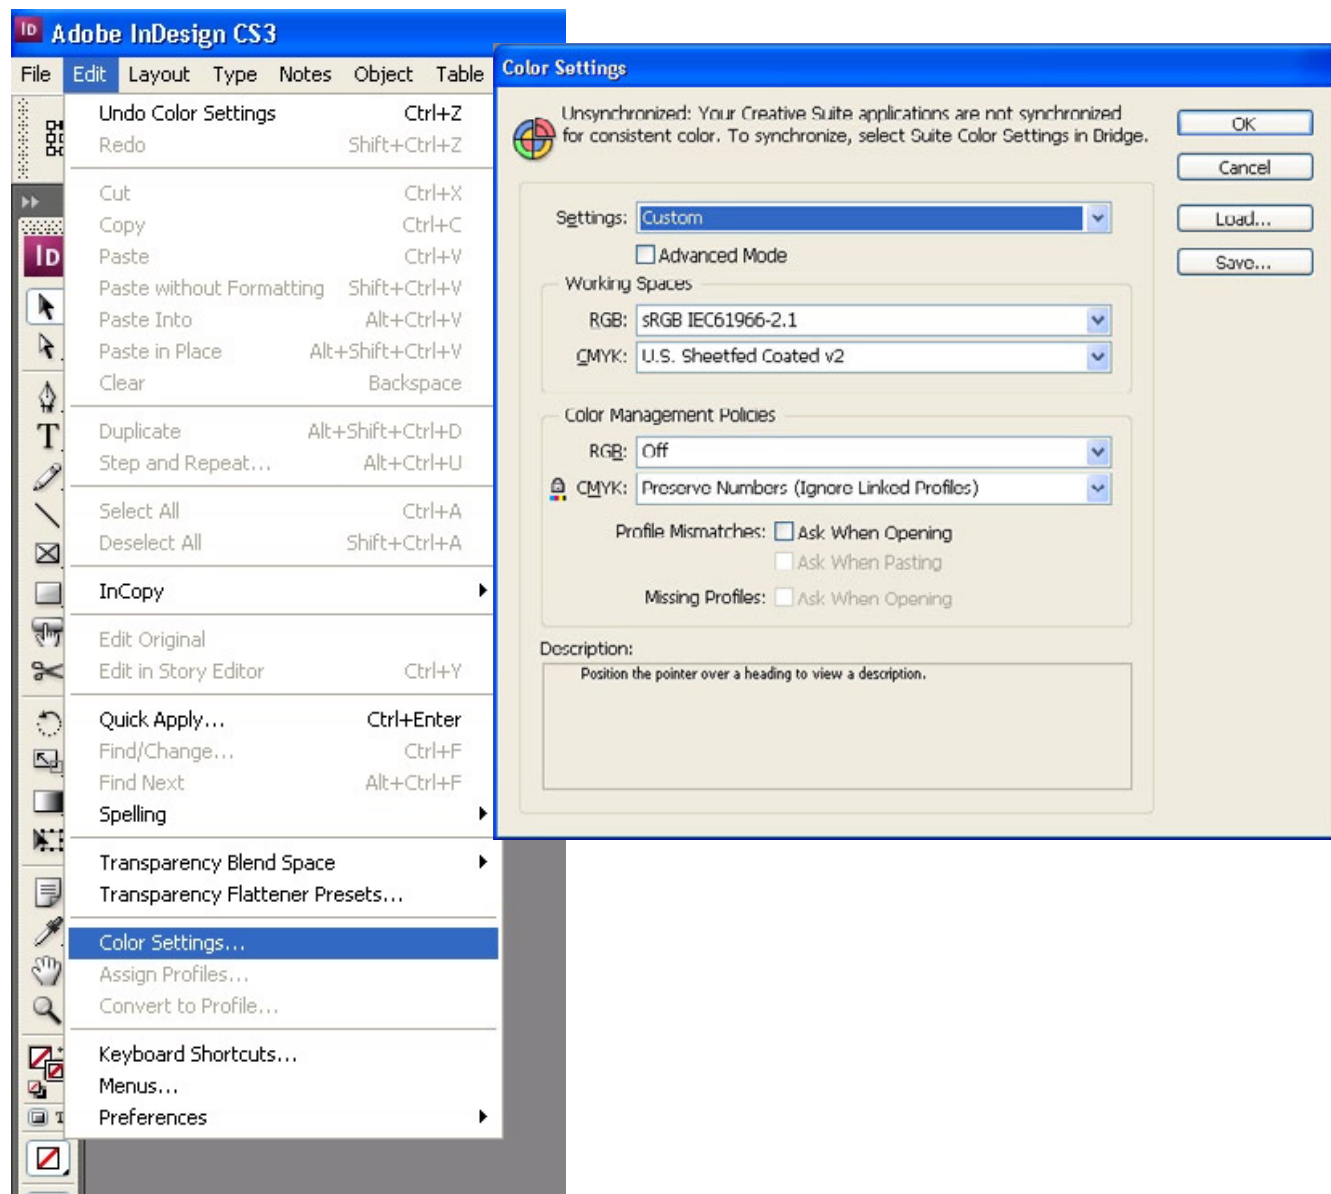 ID Adobe InDesign CS3
File Edit Layout Type Notes Object Table
Undo Color Settings Ctrl+Z
Redo Shift+Ctrl+Z
Cut Ctrl+X
Copy Ctrl+C
Paste Ctrl+V
Paste without Formatting Shift+Ctrl+V
Paste Into Alt+Ctrl+V
Paste in Place Alt+Shift+Ctrl+V
Clear Backspace
Duplicate Alt+Shift+Ctrl+D
Step and Repeat... Alt+Ctrl+U
Select All Ctrl+A
Deselect All Shift+Ctrl+A
InCopy
Edit Original
Edit in Story Editor Ctrl+Y
Quick Apply... Ctrl+Enter
Find/Change... Ctrl+F
Find Next Alt+Ctrl+F
Spelling
Transparency Blend Space
Transparency Flattener Presets...
Color Settings...
Assign Profiles...
Convert to Profile...
Keyboard Shortcuts...
Menus...
Preferences
ID
T
T
Color Settings
Unsynchronized: Your Creative Suite applications are not synchronized
for consistent color. To synchronize, select Suite Color Settings in Bridge.
OK
Cancel
Load...
Save...
Settings: Custom
Advanced Mode
Working Spaces
RGB: sRGB IEC61966-2.1
CMYK: U.S. Sheetfed Coated v2
Color Management Policies
RGB: Off
CMYK: Preserve Numbers (Ignore Linked Profiles)
Profile Mismatches: Ask When Opening
Ask When Pasting
Missing Profiles: Ask When Opening
Description:
Position the pointer over a heading to view a description.